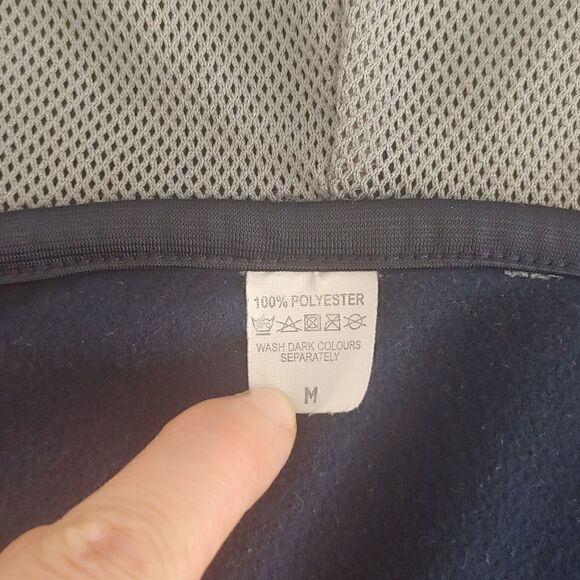 100% POLYESTER
WASH DARK COLOURS
SEPARATELY
M